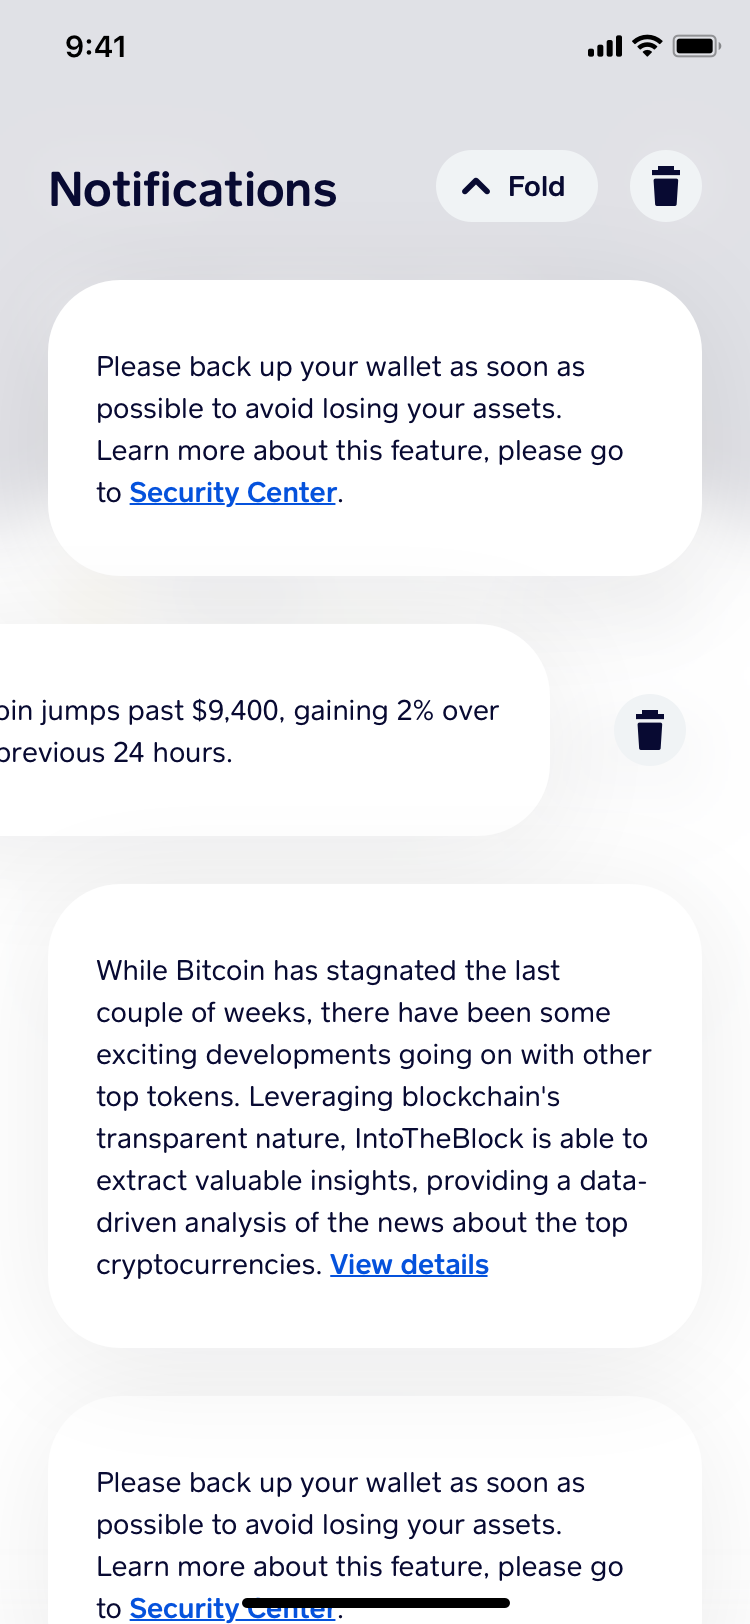 9:41
Notifications
Fold
Please back up your wallet as soon as
possible to avoid losing your assets.
Learn more about this feature, please go
to Security Center.
jumps past $9,400, gaining 2% over
previous 24 hours.
While Bitcoin has stagnated the last
couple of weeks, there have been some
exciting developments going on with other
top tokens. Leveraging blockchain's
transparent nature, IntoTheBlock is able to
extract valuable insights, providing a data-
driven analysis of the news about the top
cryptocurrencies. View details
Please back up your wallet as soon as
possible to avoid losing your assets.
Learn more about this feature, please go
to Security Center.